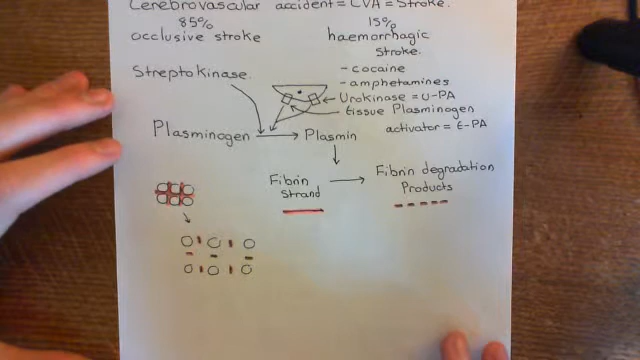 Cerebrovascular accident = CVA = Stroke.
85% 15%
occlusive stroke haemorrhagic
stroke.
Streptokinase. - cocaine
- amphetamines
Urokinase = u-PA
tissue Plasminogen
activator = t-PA
Plasminogen → Plasmin
Fibrin → Fibrin degradation
Strand Products